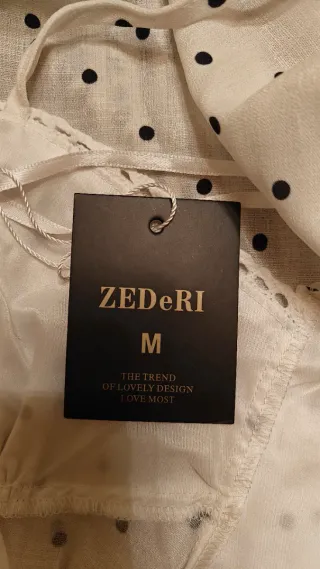 ZEDeRI
M
THE TREND
OF LOVELY DESIGN
LOVE MOST